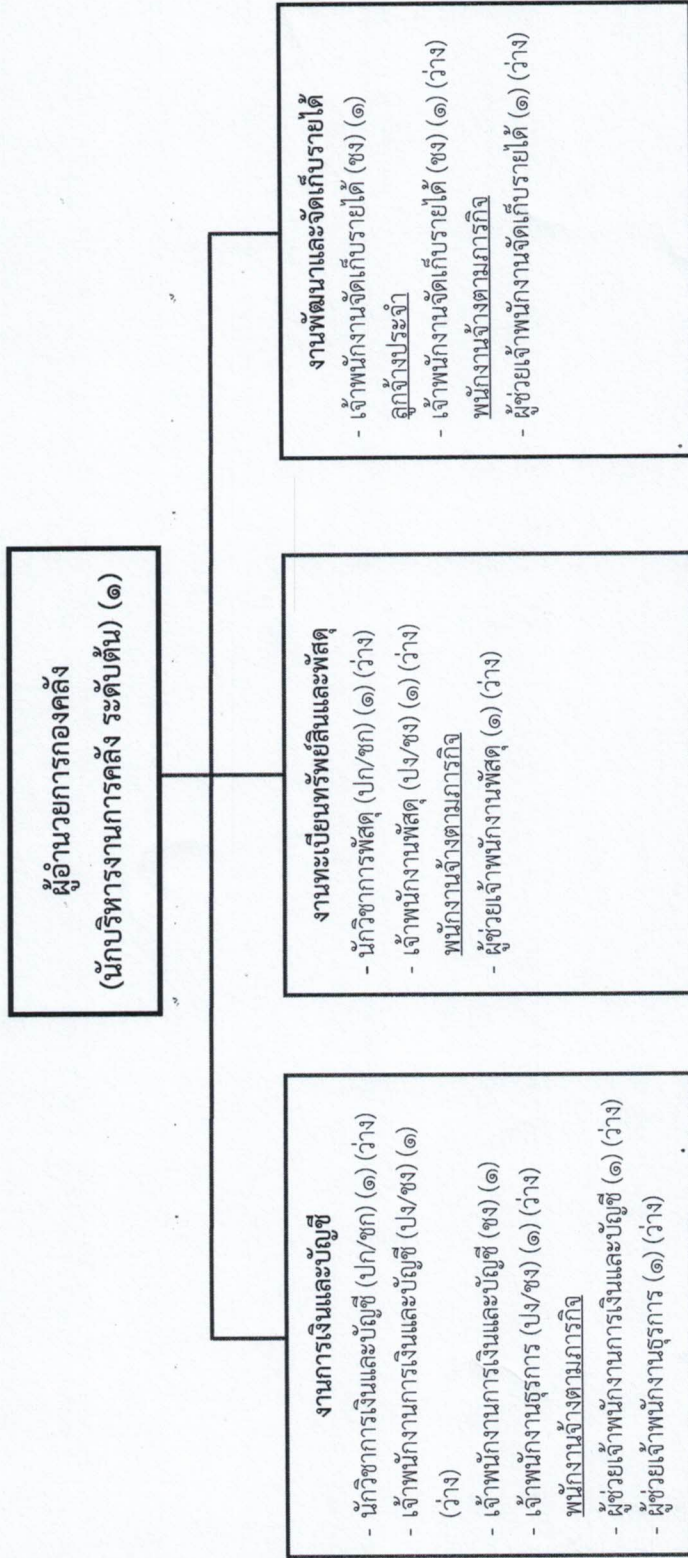 ผู้อำนวยการกองคลัง
(นักบริหารงานการคลัง ระดับต้น) (๑)
งานการเงินและบัญชี
- นักวิชาการเงินและบัญชี (ปก/ชก) (๑) (ว่าง)
- เจ้าพนักงานการเงินและบัญชี (ปง/ชง) (๑)
(ว่าง)
- เจ้าพนักงานการเงินและบัญชี (ชง) (๑)
- เจ้าพนักงานธุรการ (ปง/ชง) (๑) (ว่าง)
พนักงานจ้างตามภารกิจ
- ผู้ช่วยเจ้าพนักงานการเงินและบัญชี (๑) (ว่าง)
- ผู้ช่วยเจ้าพนักงานธุรการ (๑) (ว่าง)
งานทะเบียนทรัพย์สินและพัสดุ
- นักวิชาการพัสดุ (ปก/ชก) (๑) (ว่าง)
- เจ้าพนักงานพัสดุ (ปง/ชง) (๑) (ว่าง)
พนักงานจ้างตามภารกิจ
- ผู้ช่วยเจ้าพนักงานพัสดุ (๑) (ว่าง)
งานพัฒนาและจัดเก็บรายได้
- เจ้าพนักงานจัดเก็บรายได้ (ชง) (๑)
ลูกจ้างประจำ
- เจ้าพนักงานจัดเก็บรายได้ (ชง) (๑) (ว่าง)
พนักงานจ้างตามภารกิจ
- ผู้ช่วยเจ้าพนักงานจัดเก็บรายได้ (๑) (ว่าง)